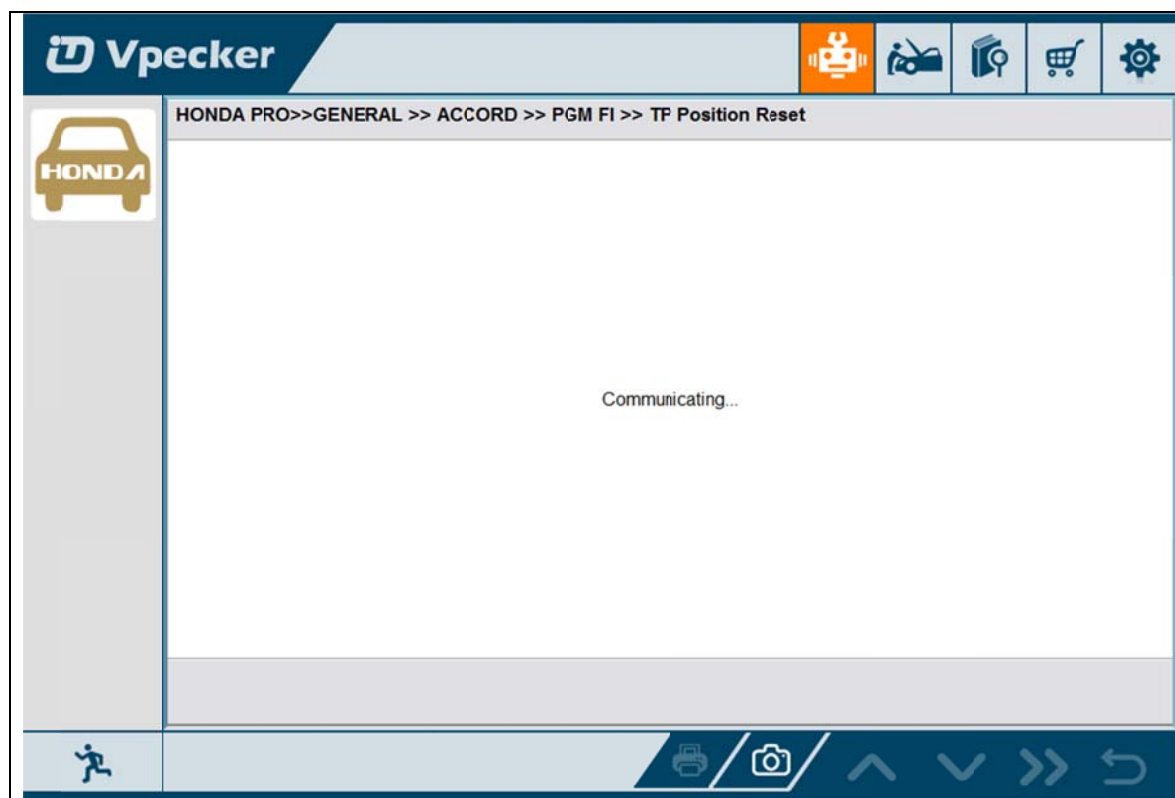 Vpecker
HONDA PRO>>GENERAL >> ACCORD >> PGM FI >> TP Position Reset
HONDA
Communicating...